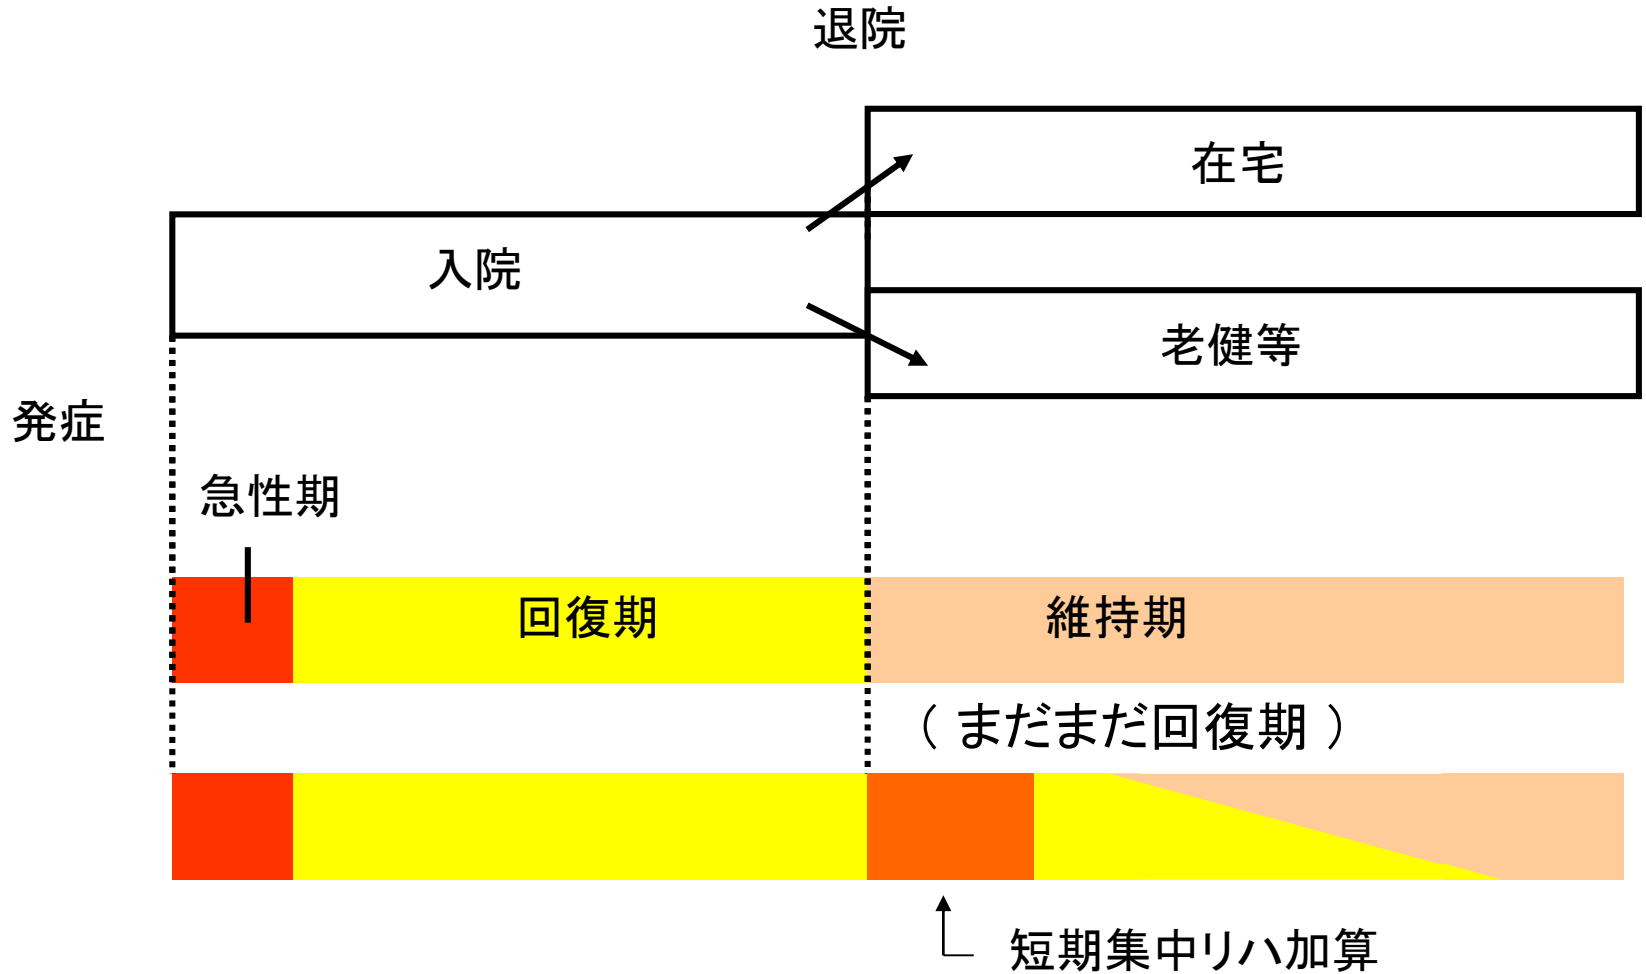 退院
在宅
入院
老健等
発症
急性期
回復期
維持期
（ まだまだ回復期 ）
短期集中リハ加算